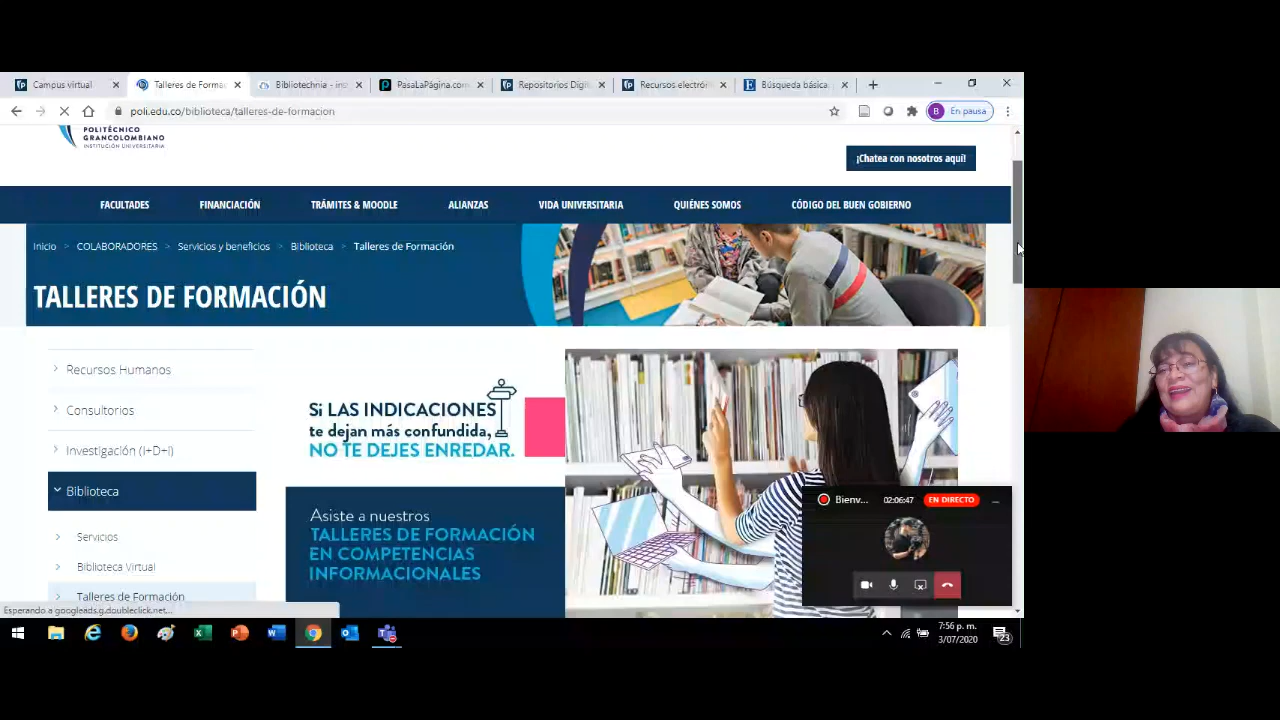 Campus virtual
Talleres de Forma
Bibliotechnia - ins
PasaLaPágina.com
Repositorios Digi
Recursos electrón
Búsqueda básica:
poli.edu.co/biblioteca/talleres-de-formacion
B
En pausa
POLITÉCNICO
GRANCOLOMBIANO
INSTITUCIÓN UNIVERSITARIA
¡Chatea con nosotros aquí!
FACULTADES
FINANCIACIÓN
TRÁMITES & MOODLE
ALIANZAS
VIDA UNIVERSITARIA
QUIÉNES SOMOS
CÓDIGO DEL BUEN GOBIERNO
Inicio > COLABORADORES > Servicios y beneficios > Biblioteca > Talleres de Formación
TALLERES DE FORMACIÓN
Recursos Humanos
Consultorios
Investigación (I+D+i)
Biblioteca
Servicios
Biblioteca Virtual
Talleres de Formación
Si LAS INDICACIONES
te dejan más confundida,
NO TE DEJES ENREDAR.
Asiste a nuestros
TALLERES DE FORMACIÓN
EN COMPETENCIAS
INFORMACIONALES
Bienv...
02:06:47
EN DIRECTO
Esperando a googleads.g.doubleclick.net...
7:56 p. m.
3/07/2020
23